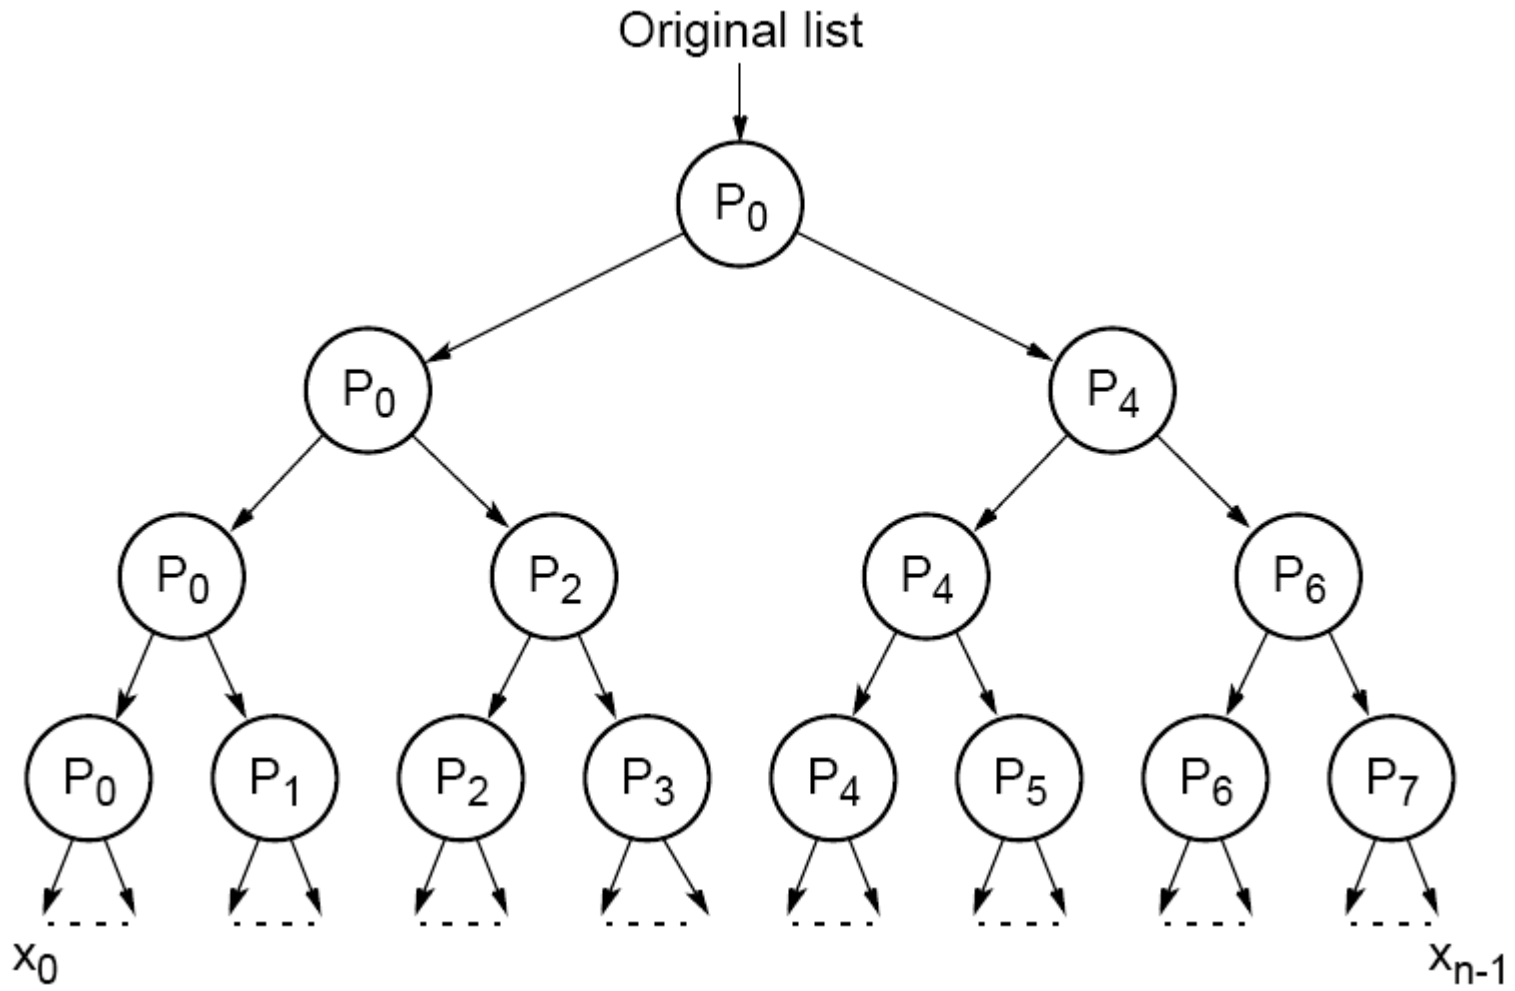 Original list
P0
P0 P4
P0 P2 P4 P6
P0 P1 P2 P3 P4 P5 P6 P7
x0 xn-1